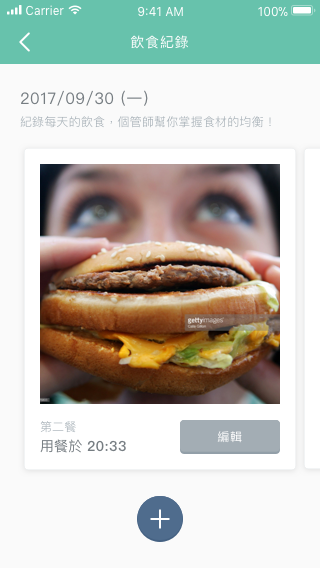 Carrier
9:41 AM
100%
飲食紀錄
2017/09/30 (一)
紀錄每天的飲食，個管師幫你掌握食材的均衡！
gettyimages
第二餐
用餐於 20:33
編輯